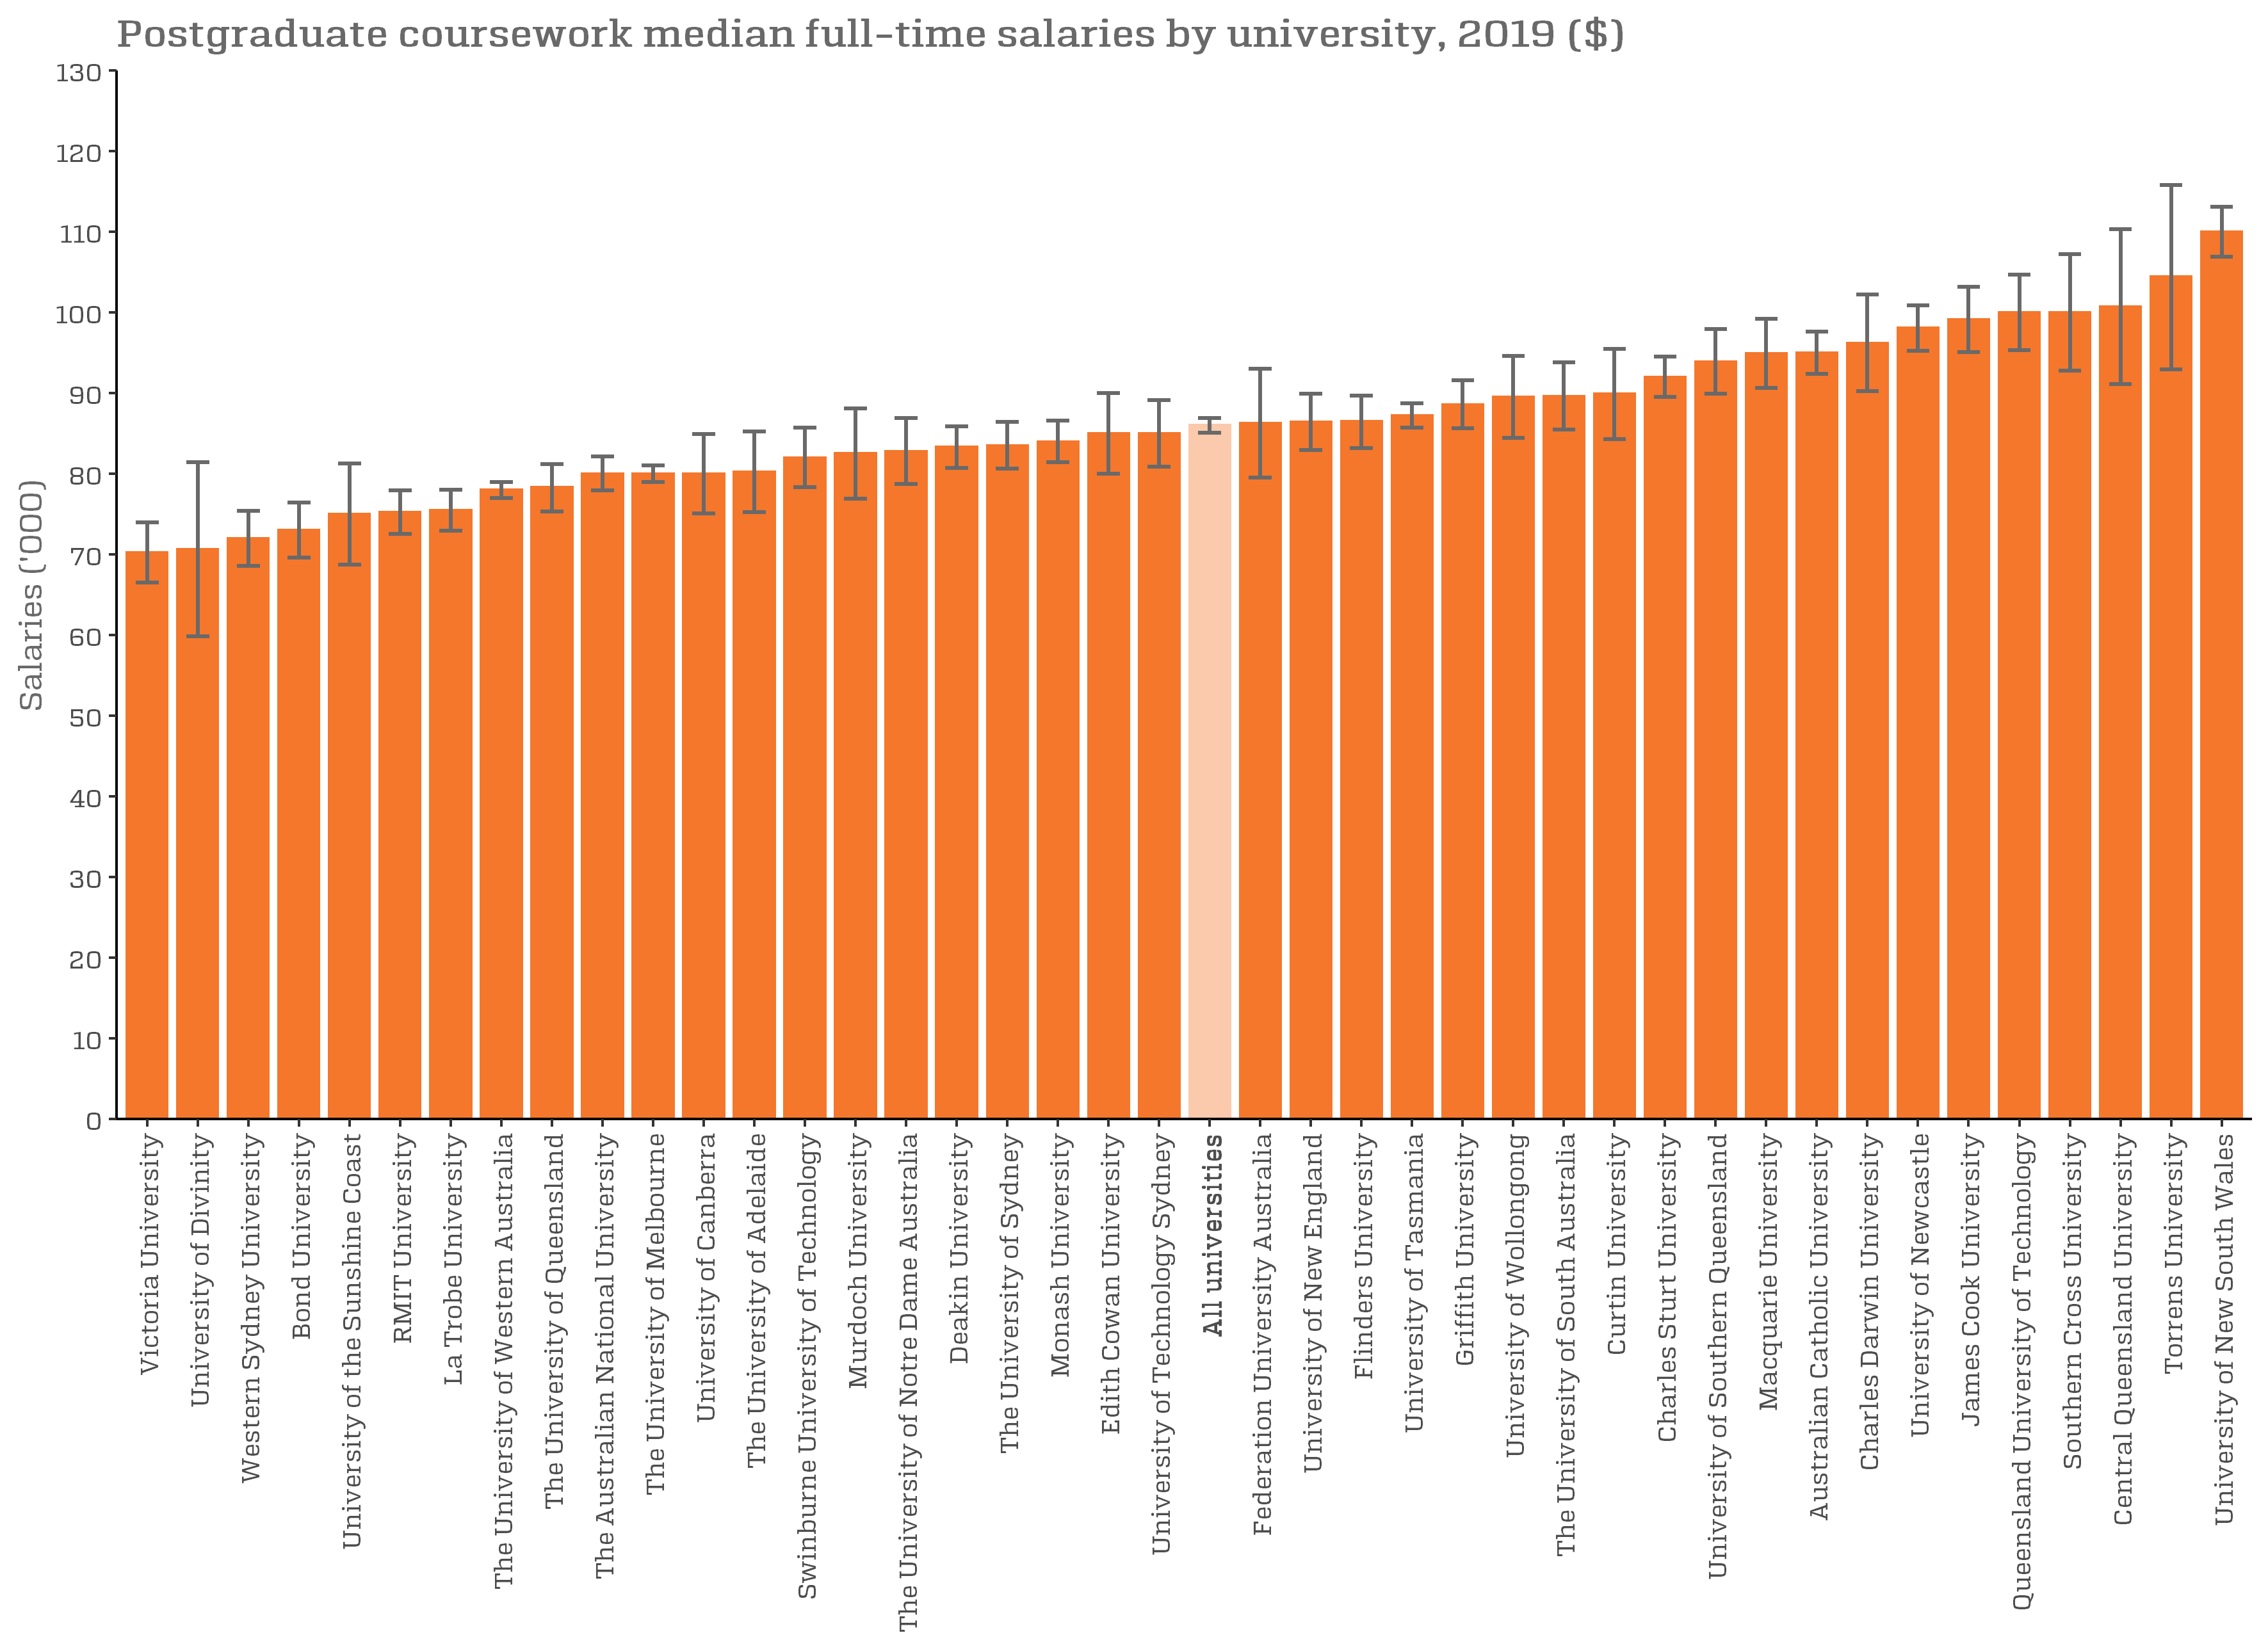 Postgraduate coursework median full-time salaries by university, 2019 ($)
Salaries ('000)
130
120
110
100
90
80
70
60
50
40
30
20
10
0
Victoria University
University of Divinity
Western Sydney University
Bond University
University of the Sunshine Coast
RMIT University
La Trobe University
The University of Western Australia
The University of Queensland
The Australian National University
The University of Melbourne
University of Canberra
The University of Adelaide
Swinburne University of Technology
Murdoch University
The University of Notre Dame Australia
Deakin University
The University of Sydney
Monash University
Edith Cowan University
University of Technology Sydney
All universities
Federation University Australia
University of New England
Flinders University
University of Tasmania
Griffith University
University of Wollongong
The University of South Australia
Curtin University
Charles Sturt University
University of Southern Queensland
Macquarie University
Australian Catholic University
Charles Darwin University
University of Newcastle
James Cook University
Queensland University of Technology
Southern Cross University
Central Queensland University
Torrens University
University of New South Wales